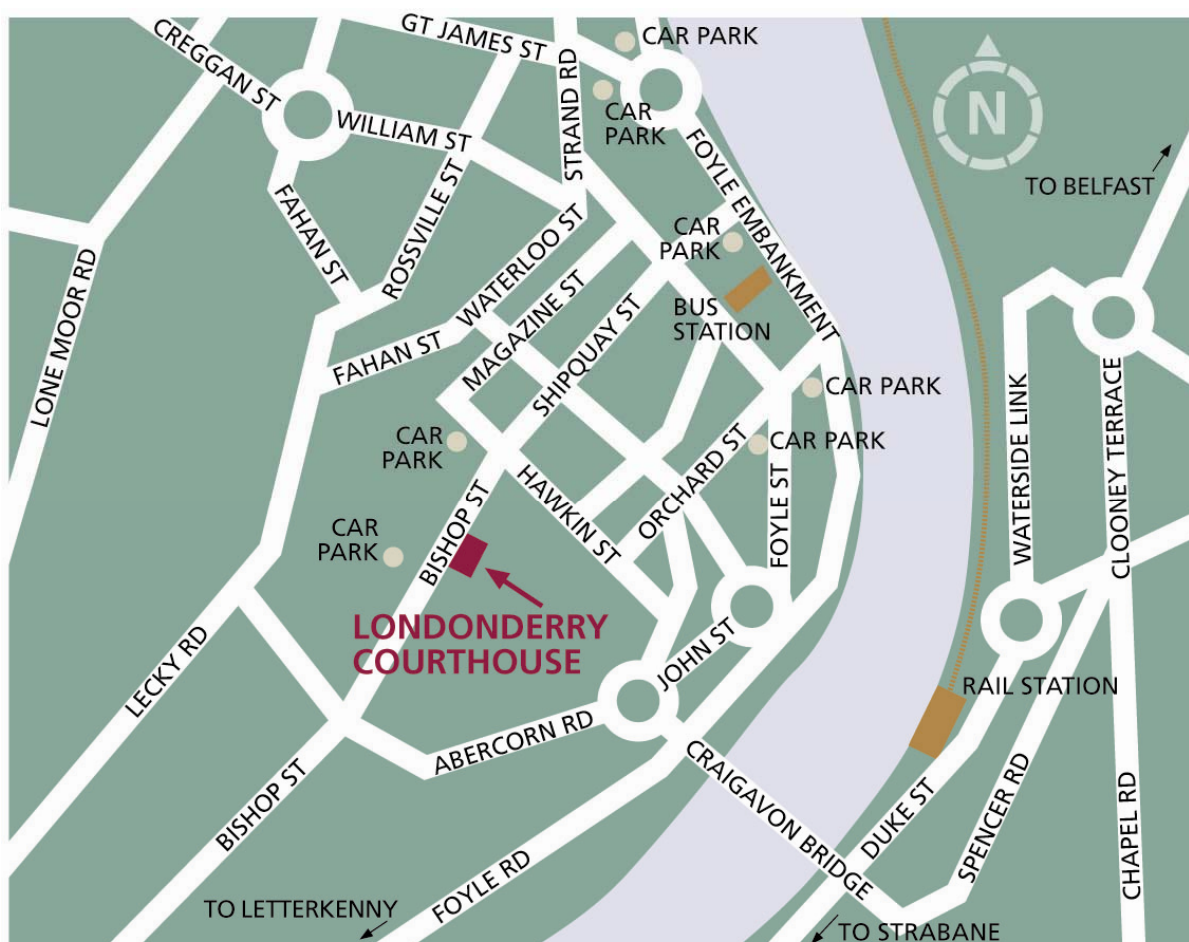 GT JAMES ST
CAR PARK
CREGGAN ST
STRAND RD
CAR
PARK
N
WILLIAM ST
FOYLE EMBANKMENT
TO BELFAST
FAHAN ST
ROSSVILLE ST
WATERLOO ST
CAR
PARK
LONE MOOR RD
MAGAZINE ST
BUS
STATION
SHIPQUAY ST
FAHAN ST
CAR PARK
WATERSIDE LINK
CLOONEY TERRACE
CAR
PARK
CAR PARK
ORCHARD ST
HAWKIN ST
FOYLE ST
BISHOP ST
CAR
PARK
LONDONDERRY
COURTHOUSE
JOHN ST
LECKY RD
RAIL STATION
ABERCORN RD
BISHOP ST
CRAIGAVON BRIDGE
DUKE ST
SPENCER RD
CHAPEL RD
FOYLE RD
TO LETTERKENNY
TO STRABANE